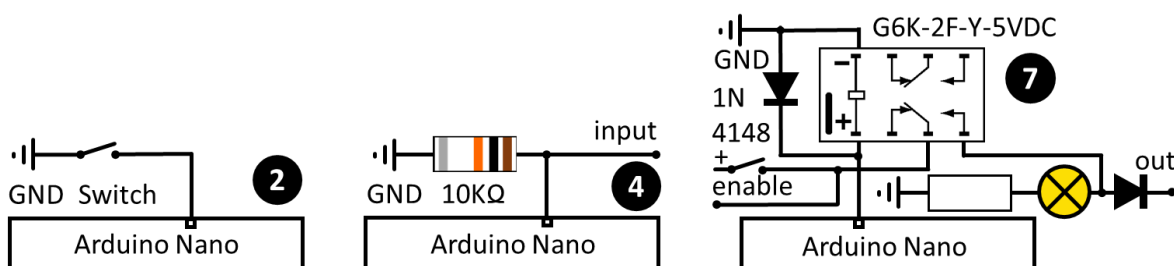 GND Switch
2
Arduino Nano
input
GND 10KΩ
4
Arduino Nano
G6K-2F-Y-5VDC
GND
1N
4148
−
+
7
+
enable
out
Arduino Nano